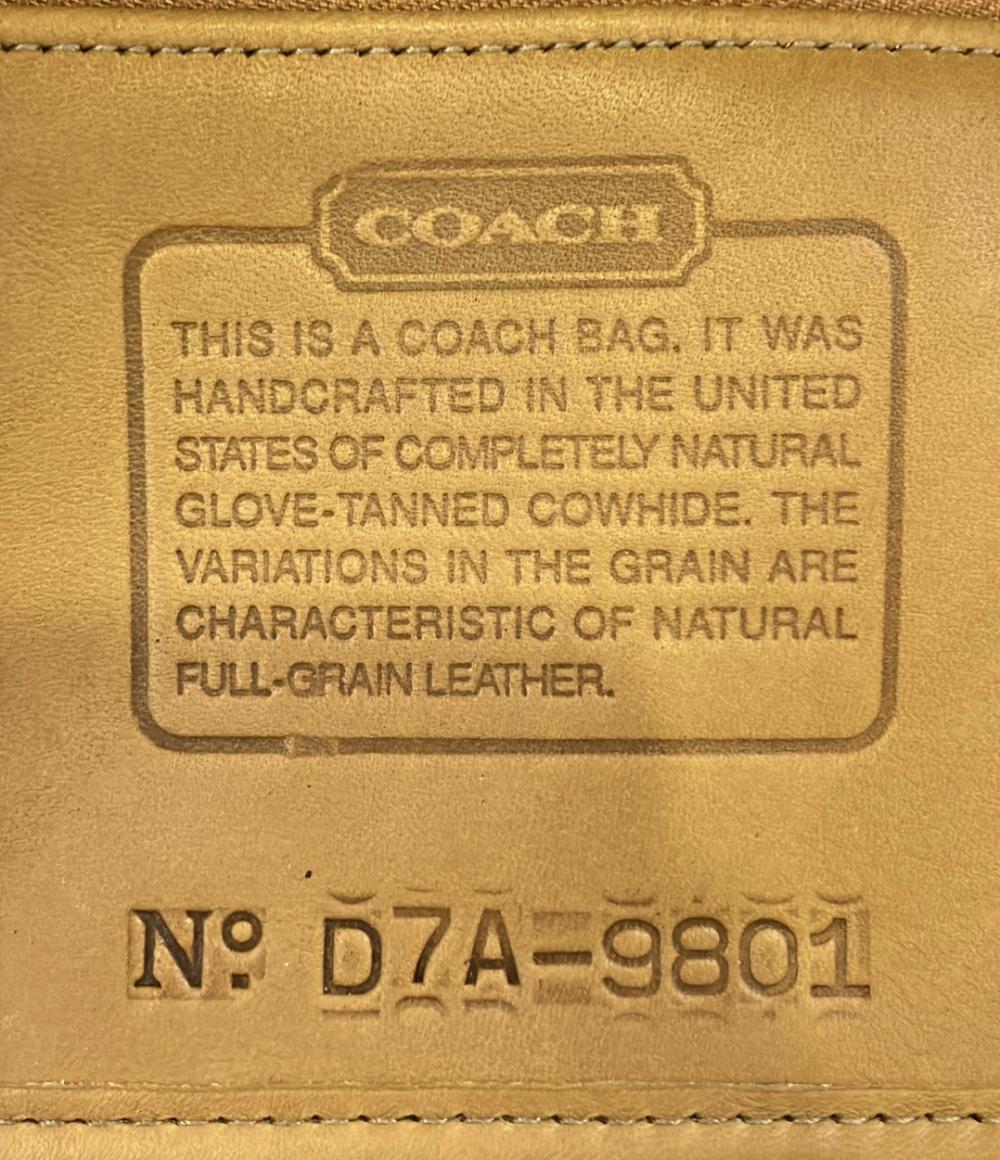 COACH
THIS IS A COACH BAG. IT WAS
HANDCRAFTED IN THE UNITED
STATES OF COMPLETELY NATURAL
GLOVE-TANNED COWHIDE. THE
VARIATIONS IN THE GRAIN ARE
CHARACTERISTIC OF NATURAL
FULL-GRAIN LEATHER.
Nº. D7A-9801